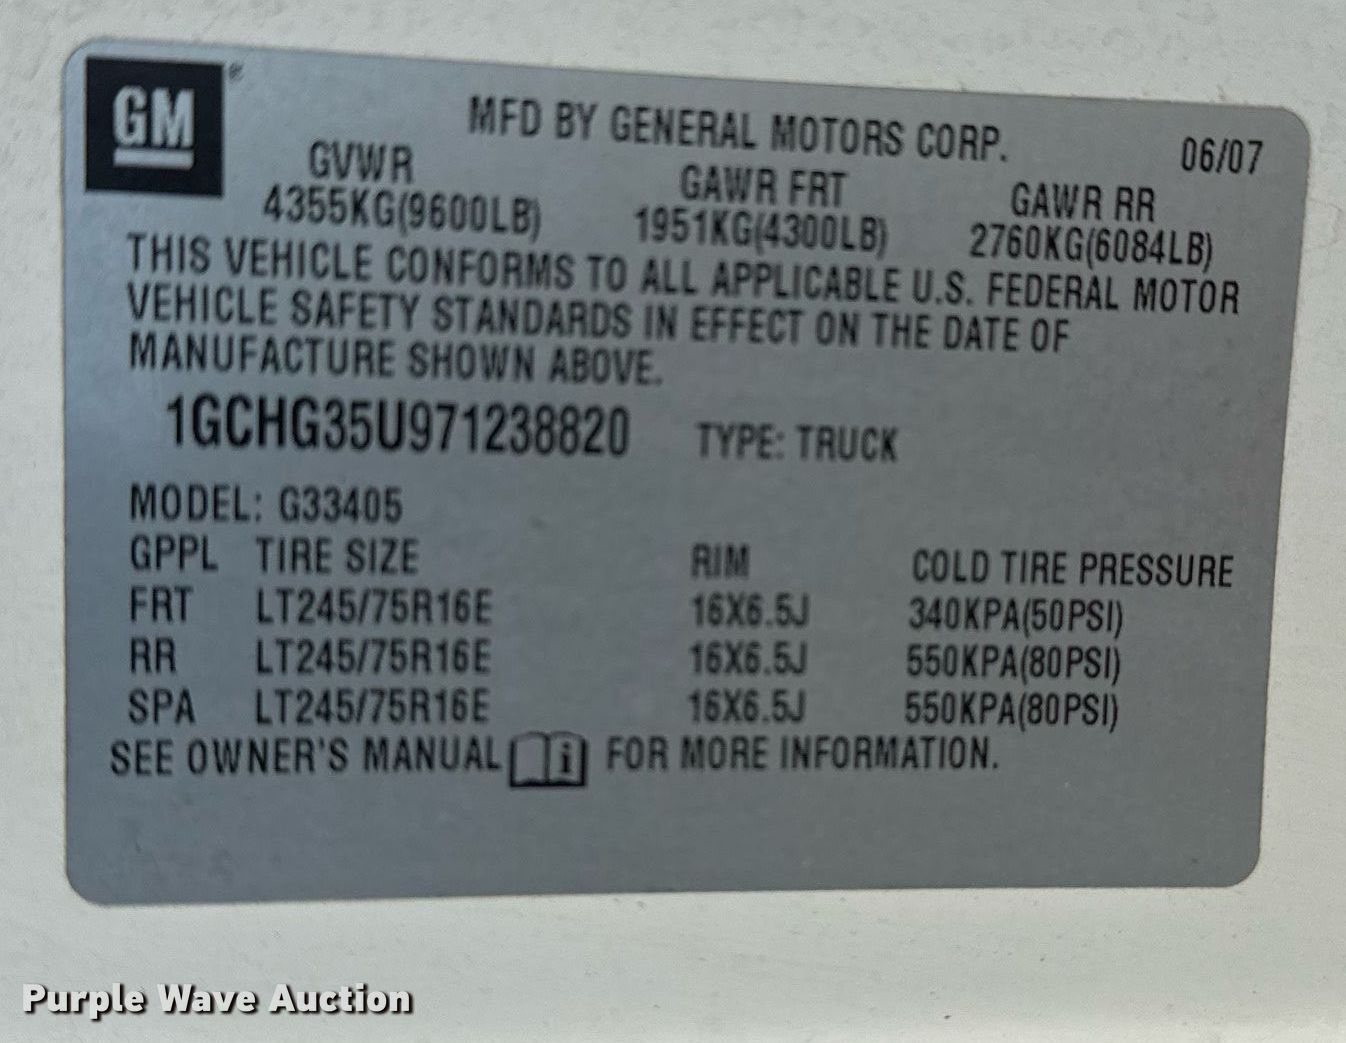 GM®
MFD BY GENERAL MOTORS CORP. 06/07
GVWR GAWR FRT GAWR RR
4355KG(9600LB) 1951KG(4300LB) 2760KG(6084LB)
THIS VEHICLE CONFORMS TO ALL APPLICABLE U.S. FEDERAL MOTOR
VEHICLE SAFETY STANDARDS IN EFFECT ON THE DATE OF
MANUFACTURE SHOWN ABOVE.
1GCHG35U971238820 TYPE: TRUCK
MODEL: G33405
GPPL TIRE SIZE RIM COLD TIRE PRESSURE
FRT LT245/75R16E 16X6.5J 340KPA(50PSI)
RR LT245/75R16E 16X6.5J 550KPA(80PSI)
SPA LT245/75R16E 16X6.5J 550KPA(80PSI)
SEE OWNER'S MANUAL i FOR MORE INFORMATION.
Purple Wave Auction